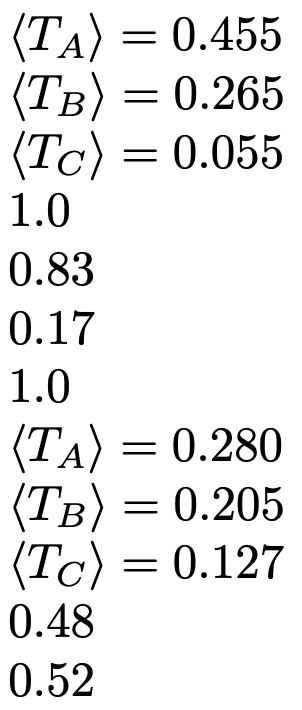 ⟨T_A⟩ = 0.455
⟨T_B⟩ = 0.265
⟨T_C⟩ = 0.055
1.0
0.83
0.17
1.0
⟨T_A⟩ = 0.280
⟨T_B⟩ = 0.205
⟨T_C⟩ = 0.127
0.48
0.52